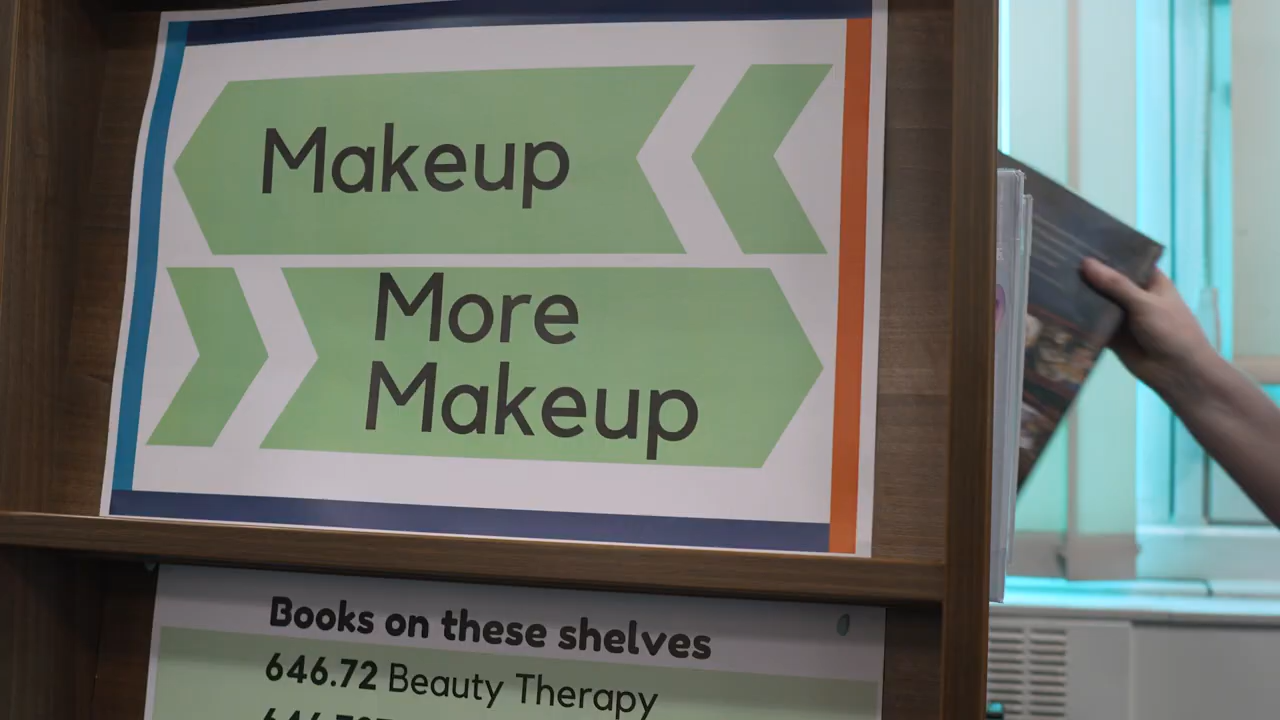 Makeup
More
Makeup
Books on these shelves
646.72 Beauty Therapy